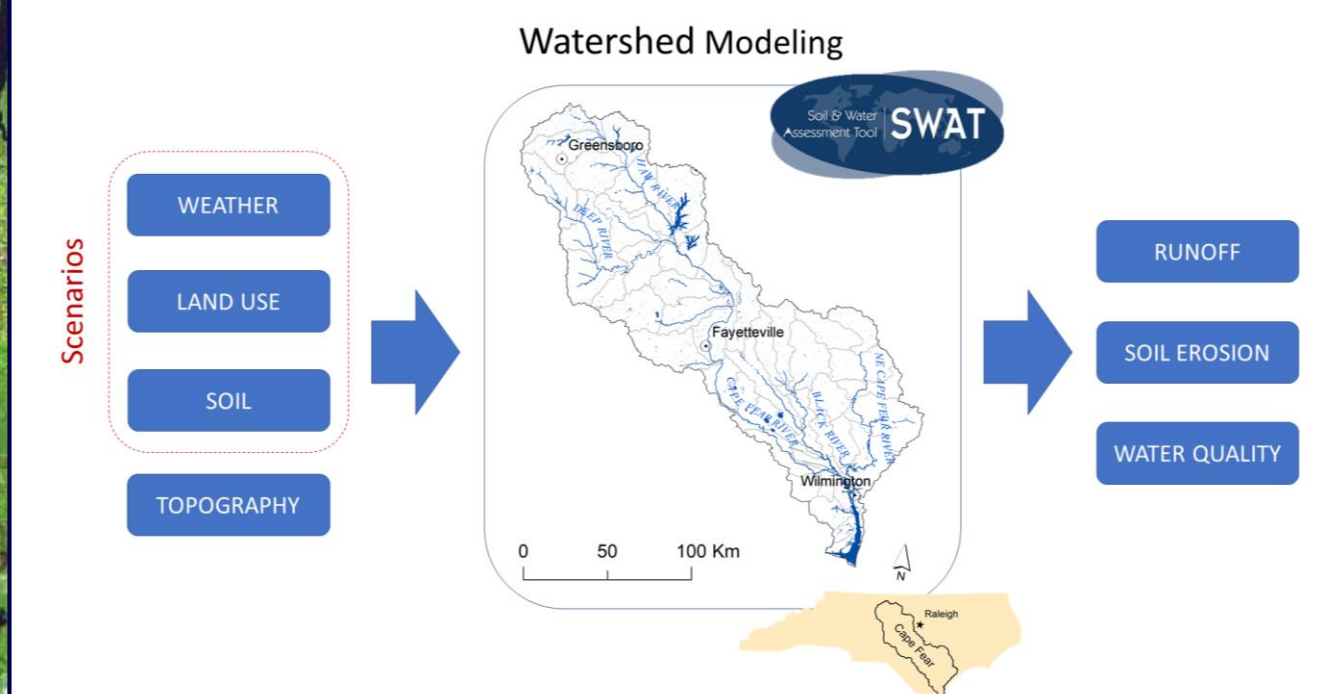 Watershed Modeling
Scenarios
WEATHER
LAND USE
SOIL
TOPOGRAPHY
Soil & Water
Assessment Tool
SWAT
Greensboro
HAW RIVER
DEEP RIVER
Fayetteville
CAPE FEAR RIVER
BLACK RIVER
NE CAPE FEAR RIVER
Wilmington
0 50 100 Km
N
Raleigh
Cape Fear
RUNOFF
SOIL EROSION
WATER QUALITY